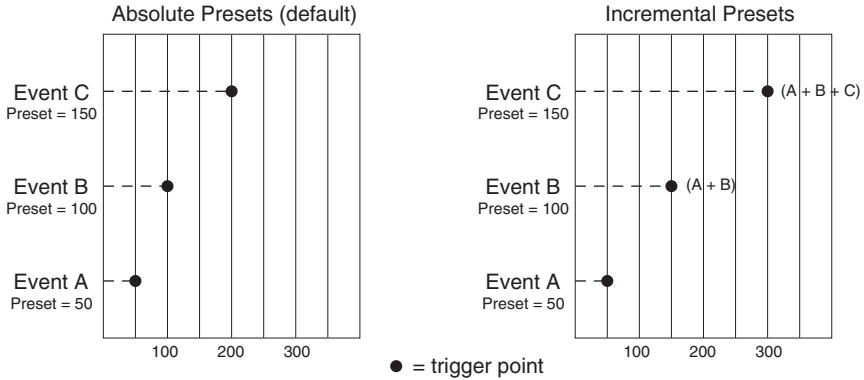 Absolute Presets (default)
Event C
Preset = 150
Event B
Preset = 100
Event A
Preset = 50
100 200 300
Incremental Presets
Event C
Preset = 150
(A + B + C)
Event B
Preset = 100
(A + B)
Event A
Preset = 50
100 200 300
= trigger point